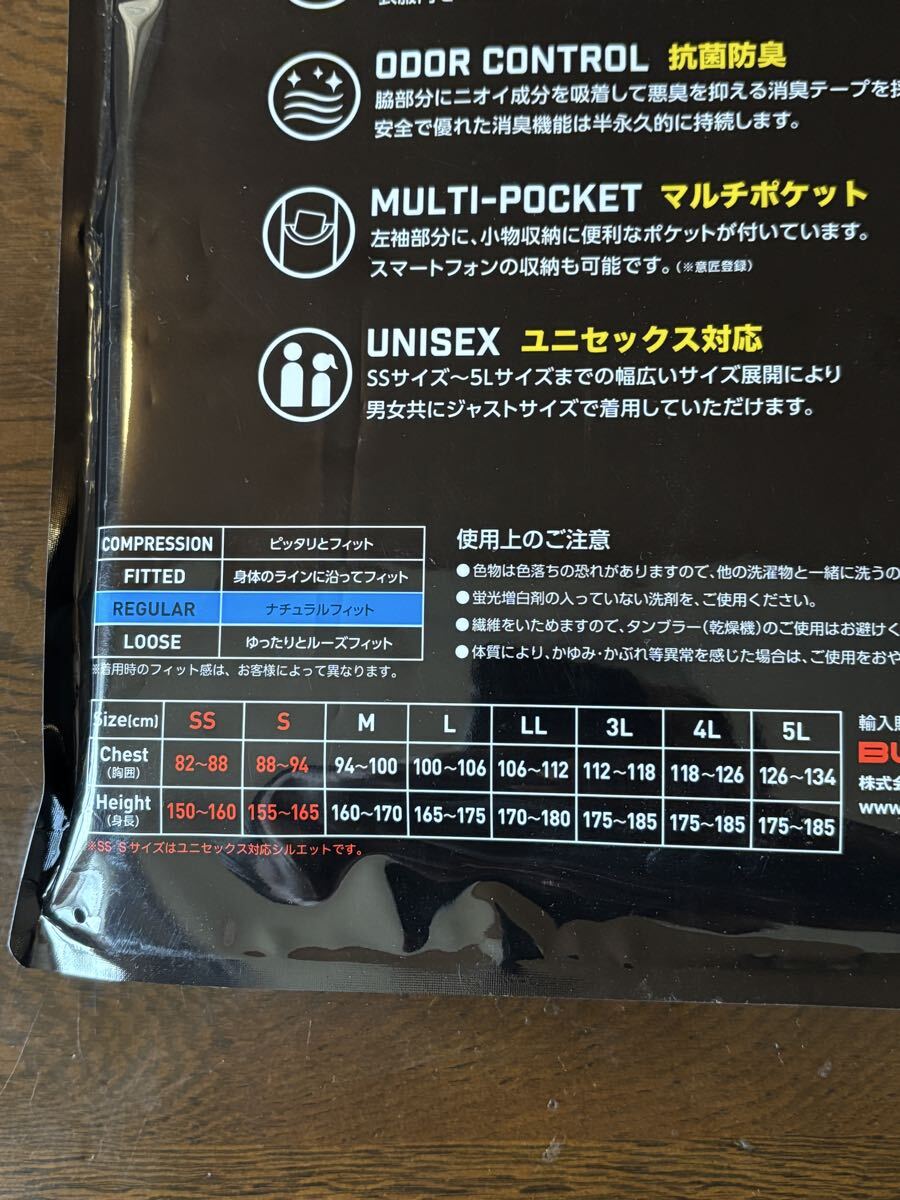 ODOR CONTROL 抗菌防臭
脇部分にニオイ成分を吸着して悪臭を抑える消臭テープを採
安全で優れた消臭機能は半永久的に持続します。
MULTI-POCKET マルチポケット
左袖部分に、小物収納に便利なポケットが付いています。
スマートフォンの収納も可能です。(※意匠登録)
UNISEX ユニセックス対応
SSサイズ〜5Lサイズまでの幅広いサイズ展開により
男女共にジャストサイズで着用していただけます。
COMPRESSION ピッタリとフィット
FITTED 身体のラインに沿ってフィット
REGULAR ナチュラルフィット
LOOSE ゆったりとルーズフィット
※着用時のフィット感は、お客様によって異なります。
使用上のご注意
●色物は色落ちの恐れがありますので、他の洗濯物と一緒に洗うの
●蛍光増白剤の入っていない洗剤を、ご使用ください。
●繊維をいためますので、タンブラー(乾燥機)のご使用はお避けく
●体質により、かゆみ・かぶれ等異常を感じた場合は、ご使用をおや
Size(cm) SS S M L LL 3L 4L 5L
Chest (胸囲) 82〜88 88〜94 94〜100 100〜106 106〜112 112〜118 118〜126 126〜134
Height (身長) 150〜160 155〜165 160〜170 165〜175 170〜180 175〜185 175〜185 175〜185
※SS Sサイズはユニセックス対応シルエットです。
輸入販
株式会
www.